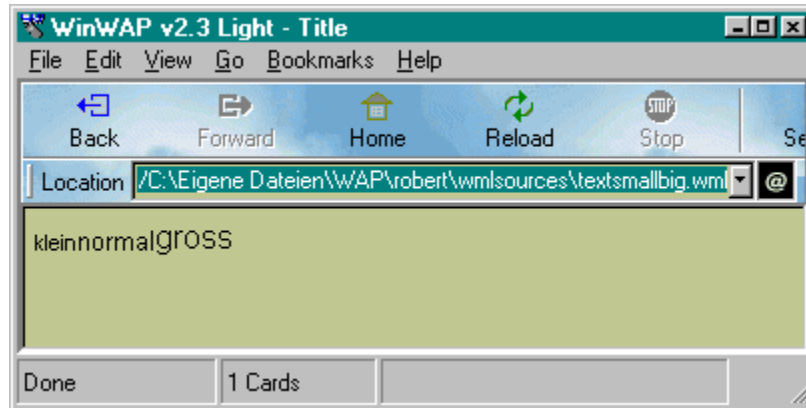 WinWAP v2.3 Light - Title
File Edit View Go Bookmarks Help
Back Forward Home Reload Stop
Location /C:\Eigene Dateien\WAP\robert\wmlsources\textsmallbig.wml @
kleinnormalgross
Done 1 Cards